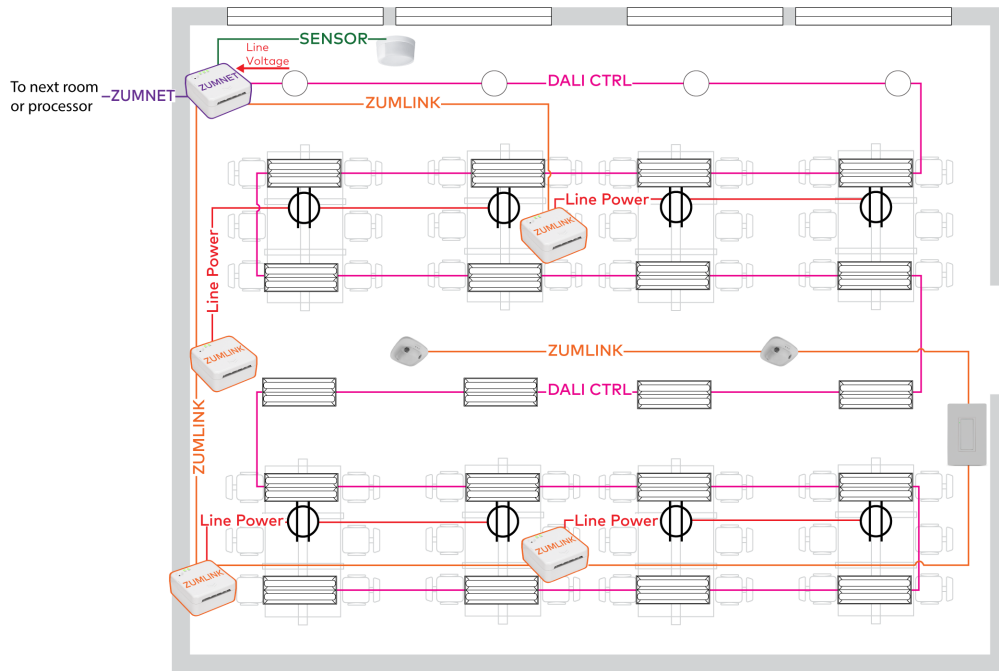 SENSOR
Line
Voltage
ZUMNET
To next room
or processor
ZUMNET
DALI CTRL
ZUMLINK
Line Power
ZUMLINK
Line Power
ZUMLINK
ZUMLINK
DALI CTRL
ZUMLINK
Line Power
Line Power
ZUMLINK
ZUMLINK